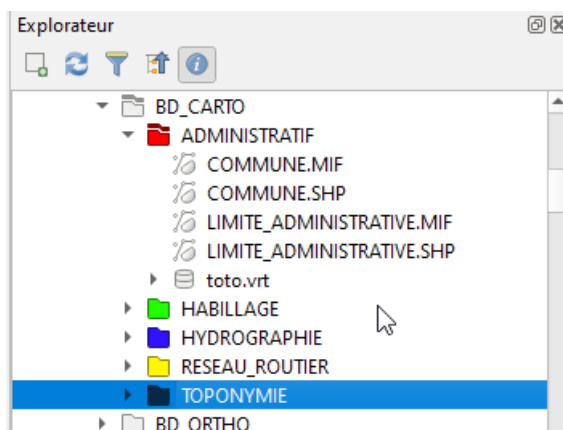 Explorateur
BD_CARTO
ADMINISTRATIF
COMMUNE.MIF
COMMUNE.SHP
LIMITE_ADMINISTRATIVE.MIF
LIMITE_ADMINISTRATIVE.SHP
toto.vrt
HABILLAGE
HYDROGRAPHIE
RESEAU_ROUTIER
TOPONYMIE
BD_ORTHO